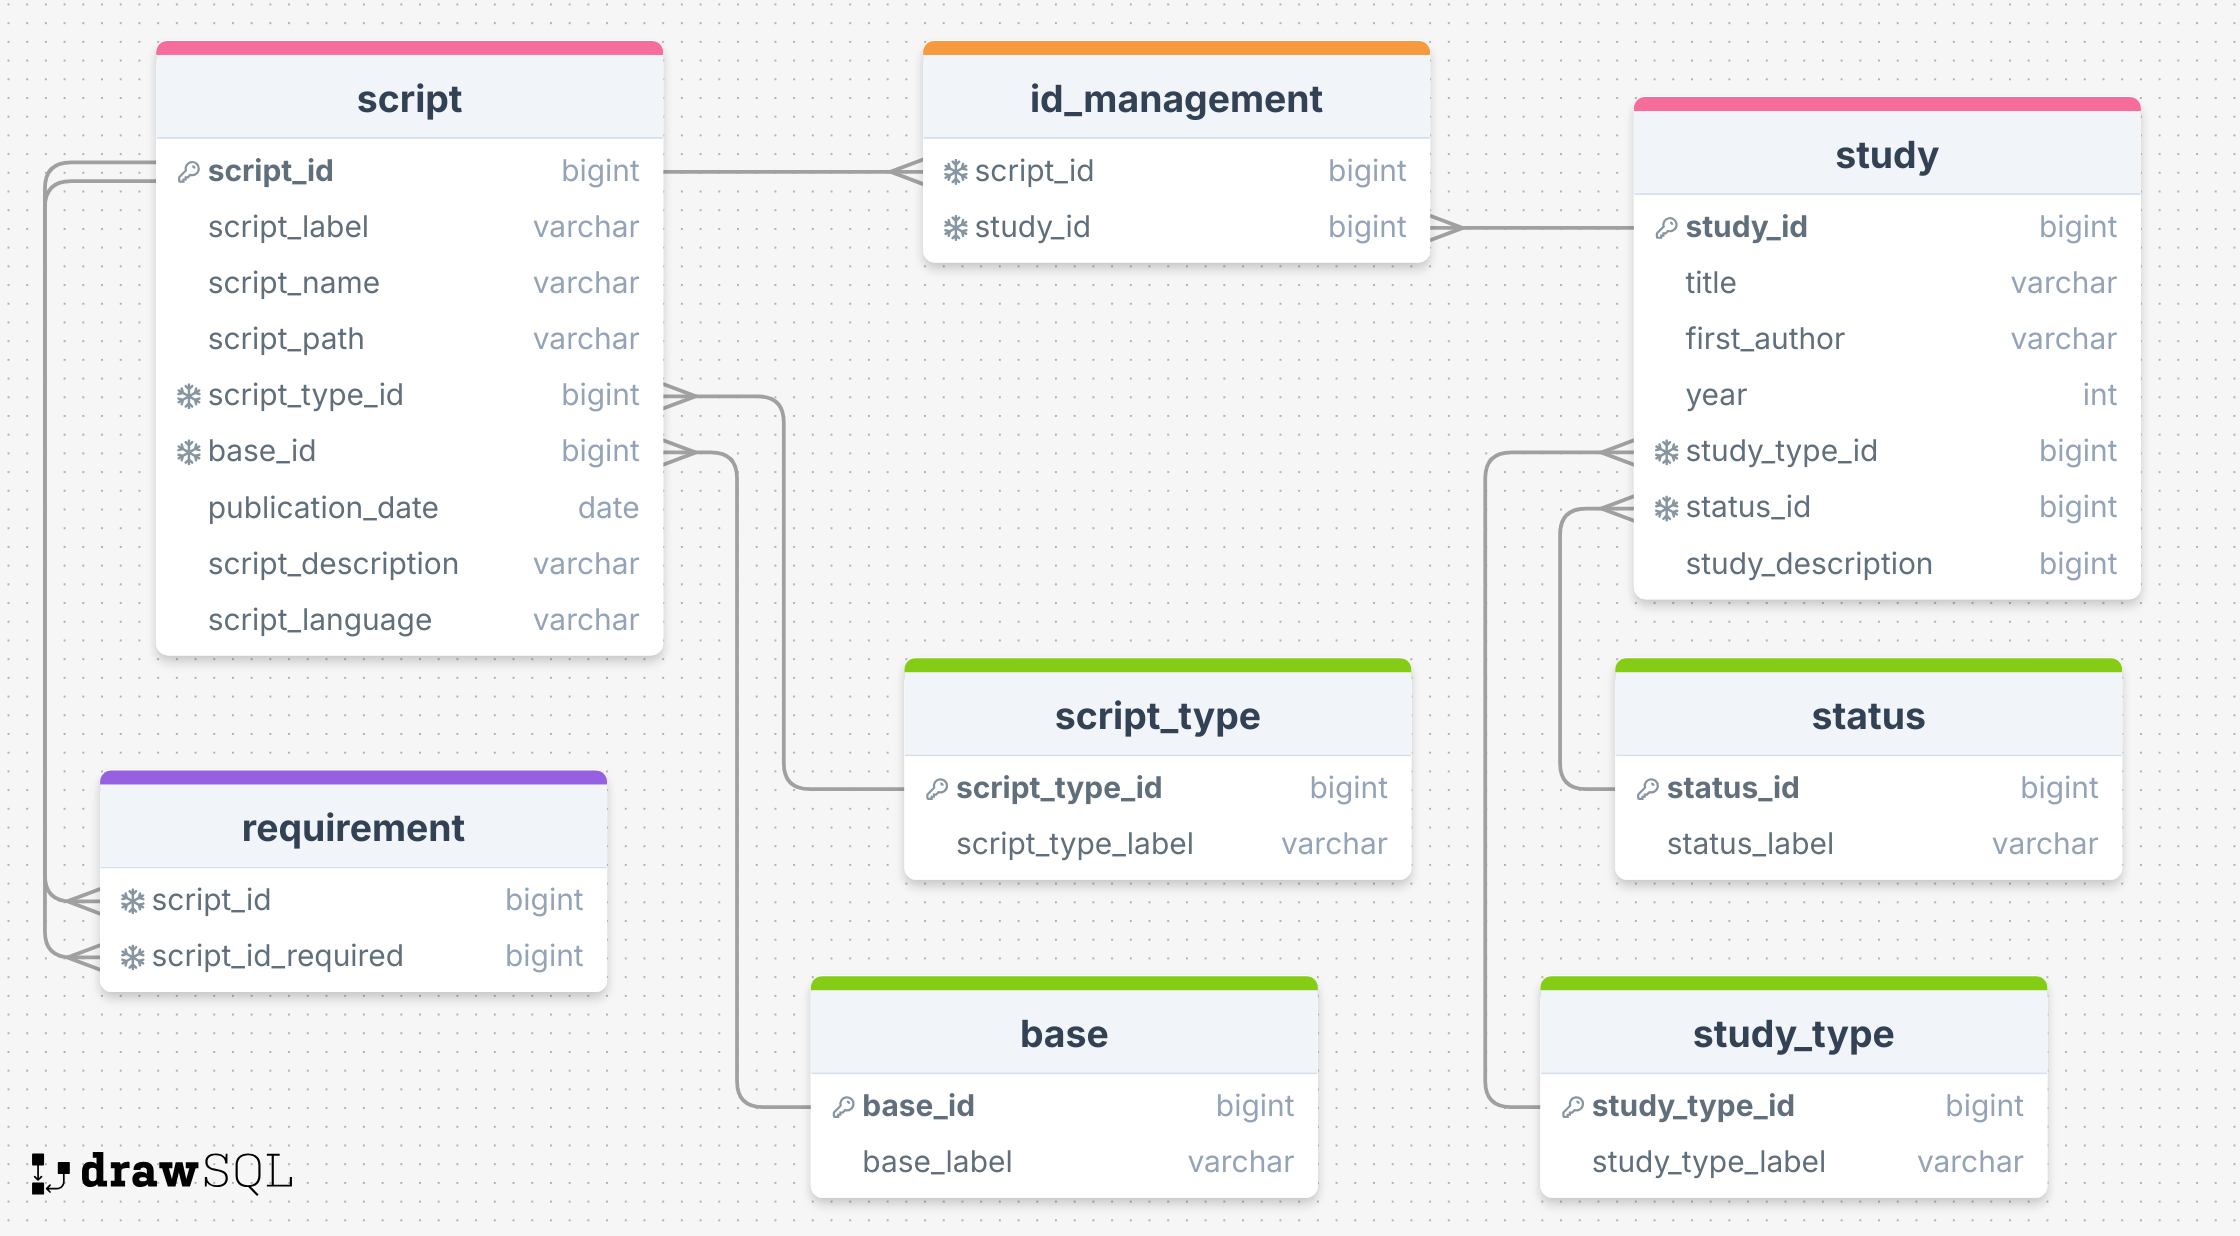 script
script_id bigint
script_label varchar
script_name varchar
script_path varchar
script_type_id bigint
base_id bigint
publication_date date
script_description varchar
script_language varchar
id_management
script_id bigint
study_id bigint
study
study_id bigint
title varchar
first_author varchar
year int
study_type_id bigint
status_id bigint
study_description bigint
script_type
script_type_id bigint
script_type_label varchar
status
status_id bigint
status_label varchar
requirement
script_id bigint
script_id_required bigint
base
base_id bigint
base_label varchar
study_type
study_type_id bigint
study_type_label varchar
drawSQL